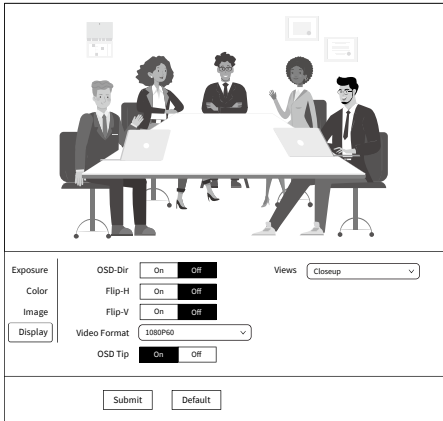 Exposure OSD-Dir On Off Views Closeup
Color Flip-H On Off
Image Flip-V On Off
Display Video Format 1080P60
OSD Tip On Off
Submit Default